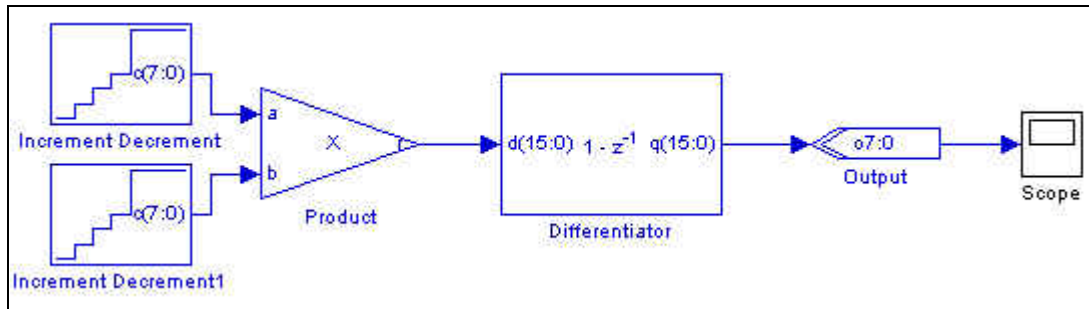 c(7:0)
Increment Decrement
c(7:0)
Increment Decrement1
a
X
r
b
Product
d(15:0) 1 - z⁻¹ q(15:0)
Differentiator
o7:0
Output
Scope